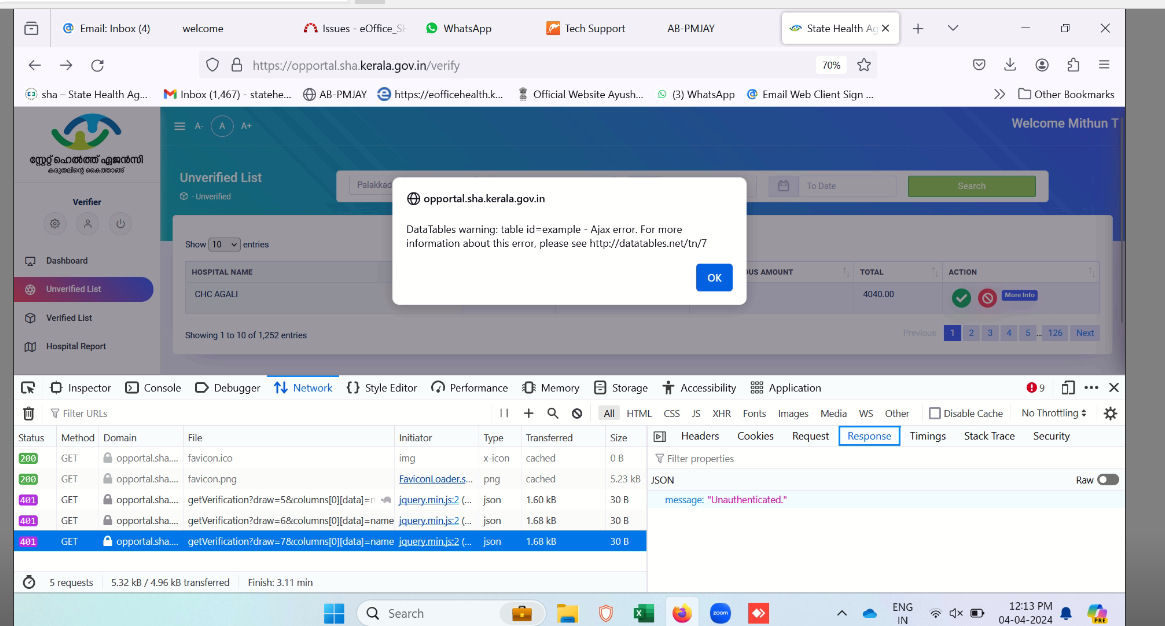 Email: Inbox (4)
welcome
Issues - eOffice_SH
WhatsApp
Tech Support
AB-PMJAY
State Health Ag
https://opportal.sha.kerala.gov.in/verify
70%
sha – State Health Ag...
Inbox (1,467) - statehe...
AB-PMJAY
https://eofficehealth.k...
Official Website Ayush...
(3) WhatsApp
Email Web Client Sign ...
Other Bookmarks
സ്റ്റേറ്റ് ഹെൽത്ത് ഏജൻസി
കരുതലിന്റെ കൈത്താങ്ങ്
A-
A
A+
Welcome Mithun T
Unverified List
- Unverified
Palakkad
To Date
Search
Verifier
Dashboard
Unverified List
Verified List
Hospital Report
Show 10 entries
HOSPITAL NAME
OUS AMOUNT
TOTAL
ACTION
CHC AGALI
4040.00
More Info
Showing 1 to 10 of 1,252 entries
Previous 1 2 3 4 5 ... 126 Next
opportal.sha.kerala.gov.in
DataTables warning: table id=example - Ajax error. For more
information about this error, please see http://datatables.net/tn/7
OK
Inspector
Console
Debugger
Network
Style Editor
Performance
Memory
Storage
Accessibility
Application
9
Filter URLs
All
HTML
CSS
JS
XHR
Fonts
Images
Media
WS
Other
Disable Cache
No Throttling
Status
Method
Domain
File
Initiator
Type
Transferred
Size
200 GET opportal.sha.... favicon.ico img x-icon cached 0 B
200 GET opportal.sha.... favicon.png FaviconLoader.s... png cached 5.23 kB
401 GET opportal.sha.... getVerification?draw=5&columns[0][data]=n jquery.min.js:2 (... json 1.60 kB 30 B
401 GET opportal.sha.... getVerification?draw=6&columns[0][data]=name jquery.min.js:2 (... json 1.68 kB 30 B
401 GET opportal.sha.... getVerification?draw=7&columns[0][data]=name jquery.min.js:2 (... json 1.68 kB 30 B
5 requests
5.32 kB / 4.96 kB transferred
Finish: 3.11 min
Headers
Cookies
Request
Response
Timings
Stack Trace
Security
Filter properties
JSON
Raw
message: "Unauthenticated."
Search
zoom
ENG
IN
12:13 PM
04-04-2024
PRE